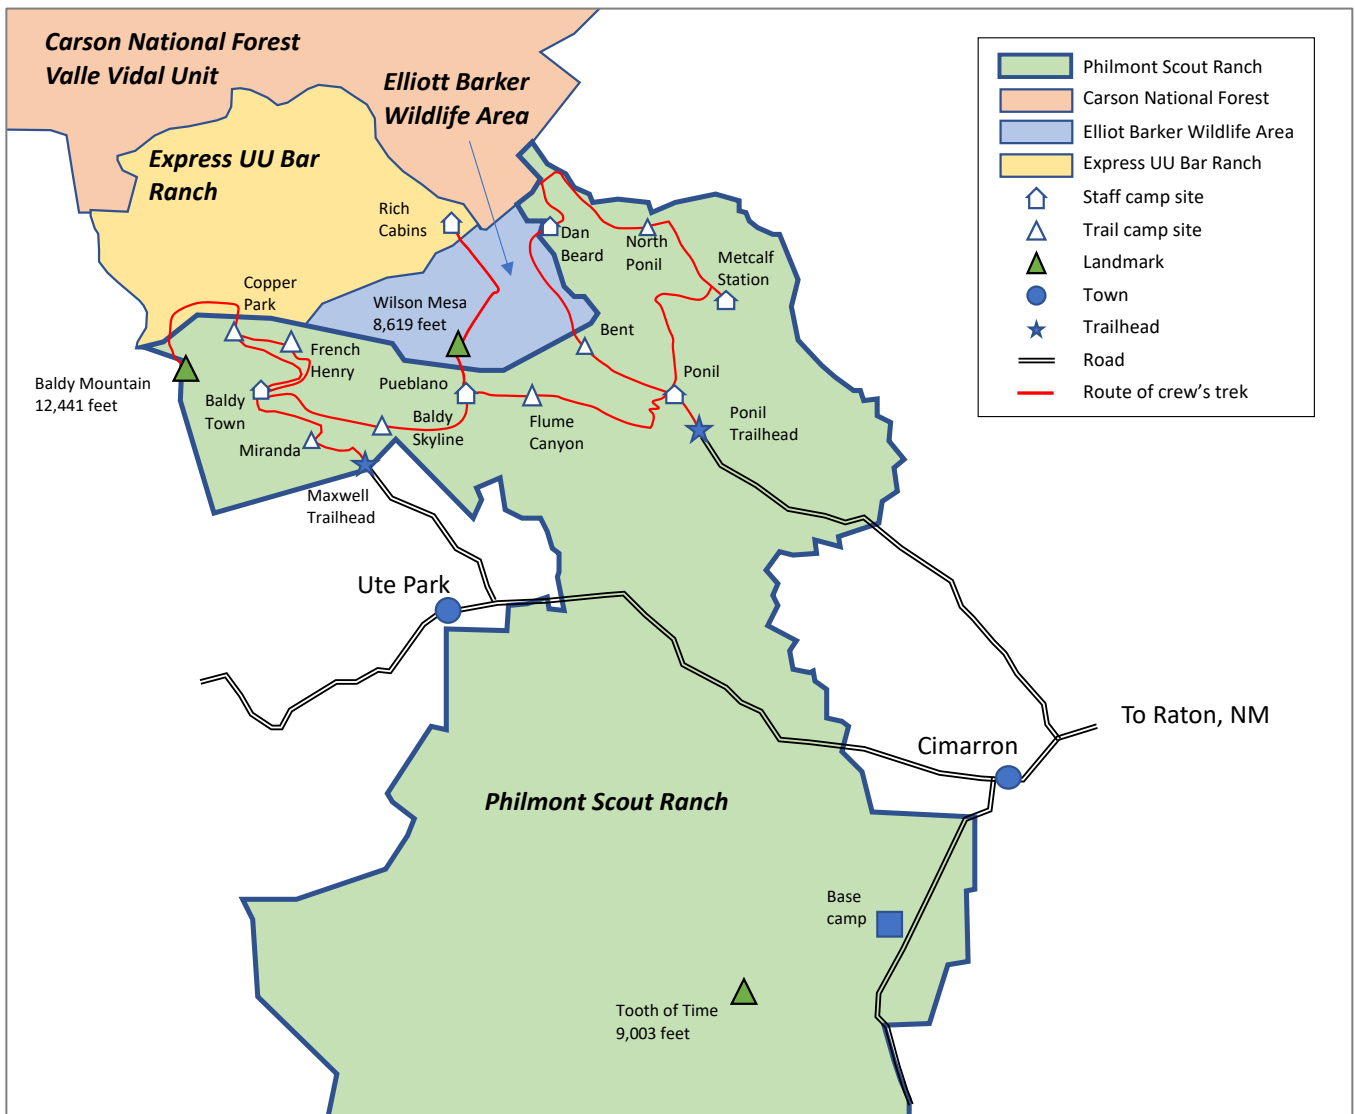 Carson National Forest
Valle Vidal Unit
Elliott Barker
Wildlife Area
Express UU Bar
Ranch
Philmont Scout Ranch
Carson National Forest
Elliot Barker Wildlife Area
Express UU Bar Ranch
Staff camp site
Trail camp site
Landmark
Town
Trailhead
Road
Route of crew's trek
Rich
Cabins
Dan
Beard
North
Ponil
Metcalf
Station
Copper
Park
Wilson Mesa
8,619 feet
French
Henry
Bent
Baldy Mountain
12,441 feet
Baldy
Town
Pueblano
Baldy
Skyline
Flume
Canyon
Ponil
Ponil
Trailhead
Miranda
Maxwell
Trailhead
Ute Park
To Raton, NM
Cimarron
Philmont Scout Ranch
Base
camp
Tooth of Time
9,003 feet